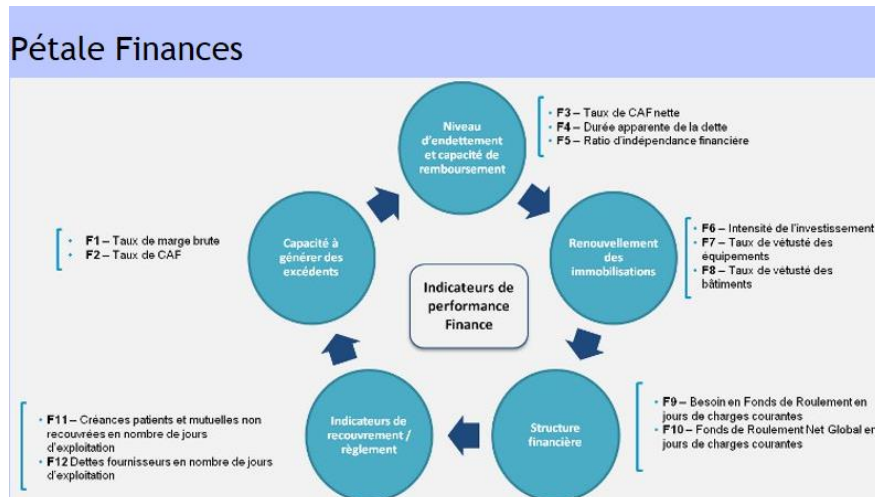 Pétale Finances
Niveau
d'endettement
et capacité de
remboursement
• F3 – Taux de CAF nette
• F4 – Durée apparente de la dette
• F5 – Ratio d'indépendance financière
Renouvellement
des
immobilisations
• F6 – Intensité de l'investissement
• F7 – Taux de vétusté des
équipements
• F8 – Taux de vétusté des
bâtiments
Structure
financière
• F9 – Besoin en Fonds de Roulement en
jours de charges courantes
• F10 – Fonds de Roulement Net Global en
jours de charges courantes
Indicateurs de
recouvrement /
règlement
• F11 – Créances patients et mutuelles non
recouvrées en nombre de jours
d'exploitation
• F12 Dettes fournisseurs en nombre de jours
d'exploitation
Capacité à
générer des
excédents
• F1 – Taux de marge brute
• F2 – Taux de CAF
Indicateurs de
performance
Finance